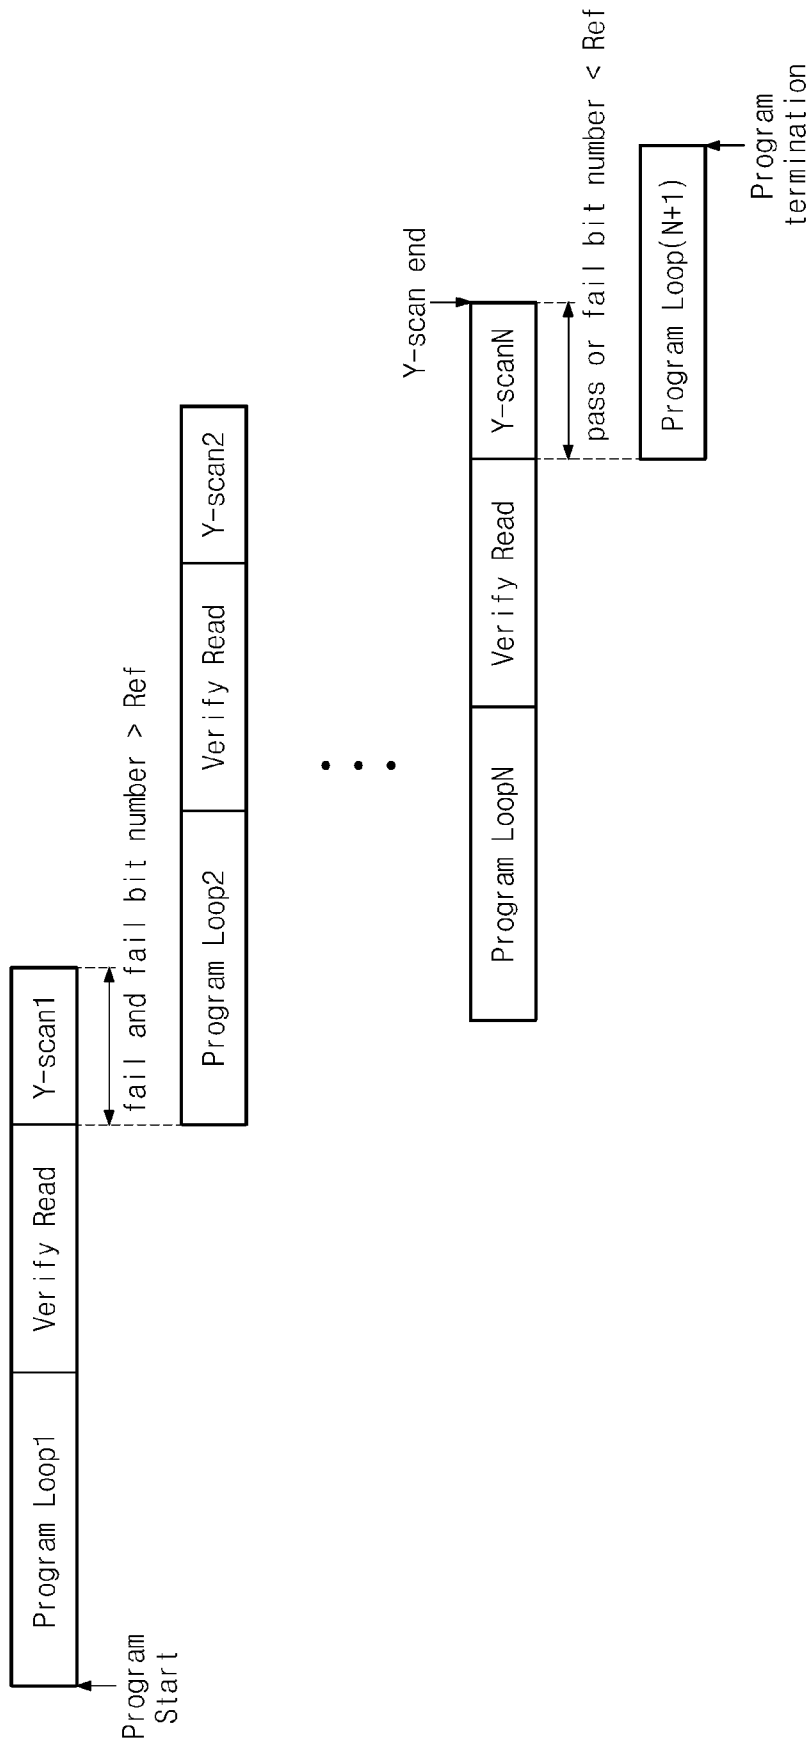 Program Loop1
Verify Read
Y-scan1
Program
Start
fail and fail bit number > Ref
Program Loop2
Verify Read
Y-scan2
Y-scan end
Program LoopN
Verify Read
Y-scanN
pass or fail bit number < Ref
Program Loop(N+1)
Program
termination